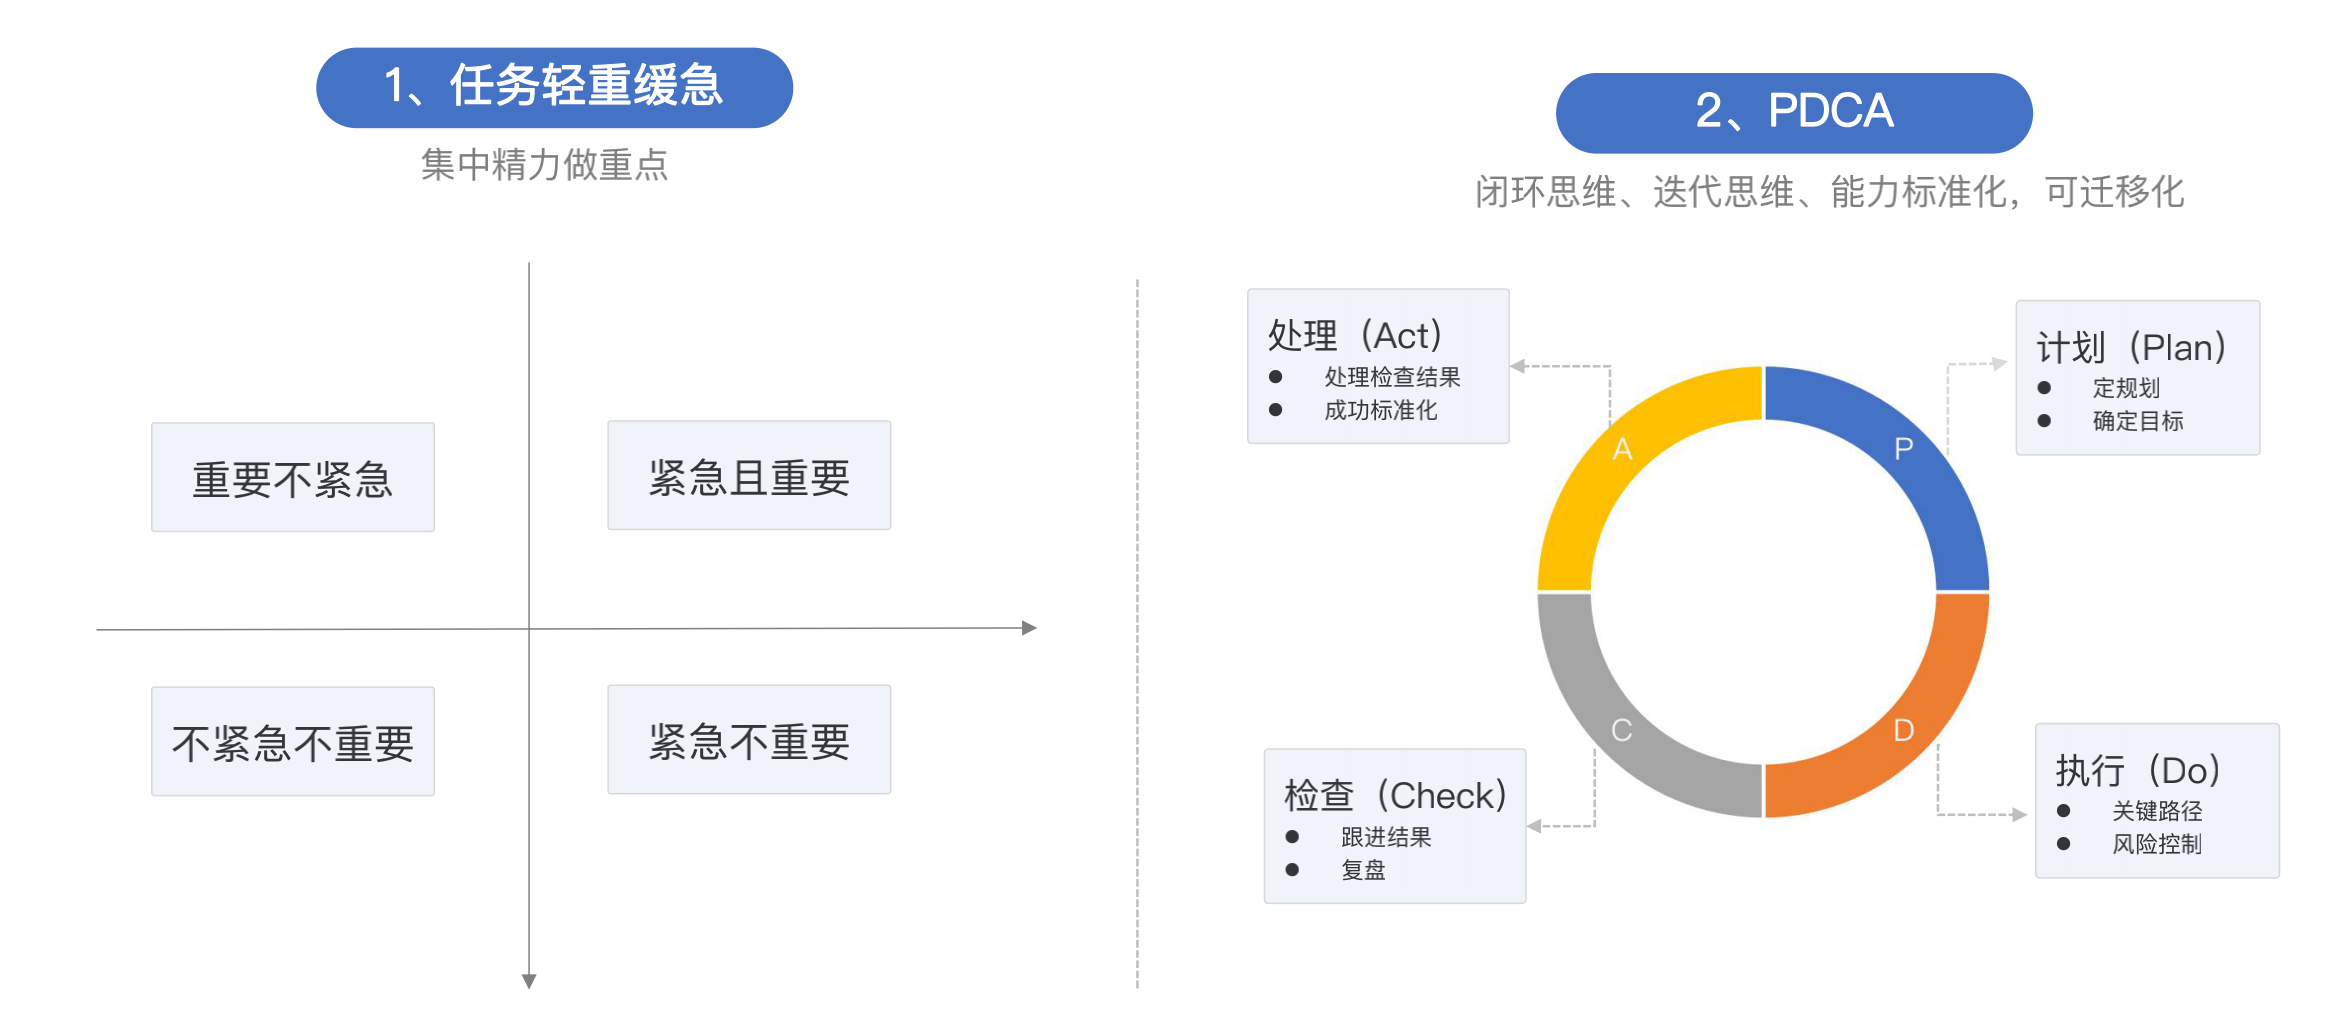 1、任务轻重缓急
集中精力做重点
重要不紧急
紧急且重要
不紧急不重要
紧急不重要
2、PDCA
闭环思维、迭代思维、能力标准化，可迁移化
处理（Act）
● 处理检查结果
● 成功标准化
计划（Plan）
● 定规划
● 确定目标
A
P
C
D
检查（Check）
● 跟进结果
● 复盘
执行（Do）
● 关键路径
● 风险控制